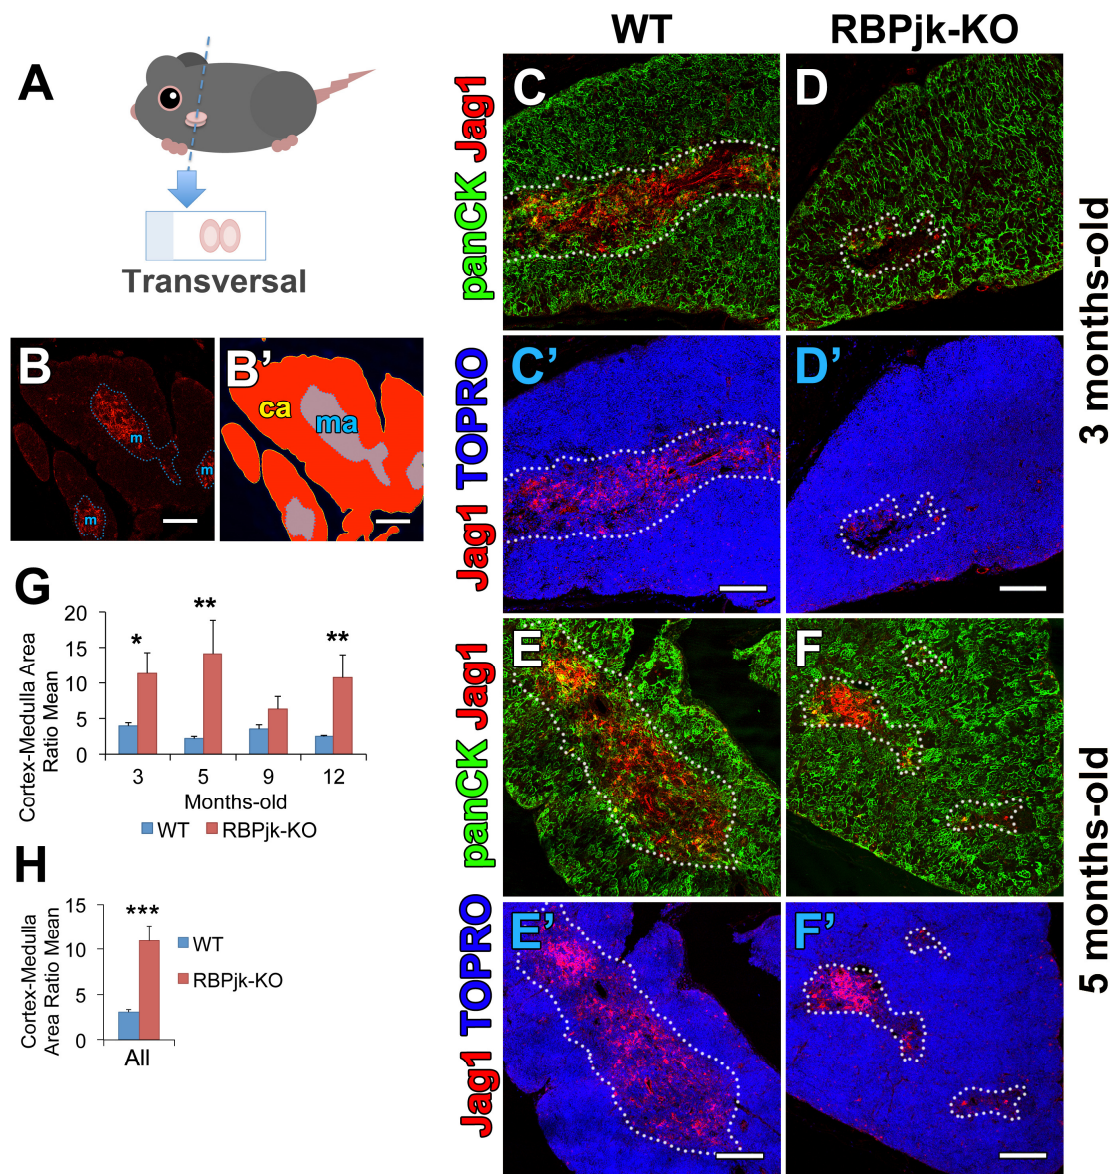 WT
RBPjk-KO
A
Transversal
B
m
m
m
B’
ca
ma
panCK Jag1
C
D
3 months-old
Jag1 TOPRO
C’
D’
panCK Jag1
E
F
5 months-old
Jag1 TOPRO
E’
F’
G
Cortex-Medulla Area
Ratio Mean
20
15
10
5
0
*
**
**
3 5 9 12
Months-old
WT RBPjk-KO
H
Cortex-Medulla
Area Ratio Mean
15
10
5
0
***
All
WT
RBPjk-KO